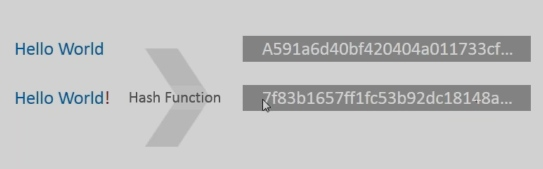 Hello World A591a6d40bf420404a011733cf...
Hello World! Hash Function 7f83b1657ff1fc53b92dc18148a...